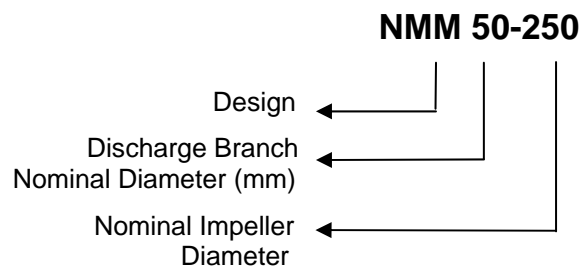 NMM 50-250
Design
Discharge Branch
Nominal Diameter (mm)
Nominal Impeller
Diameter